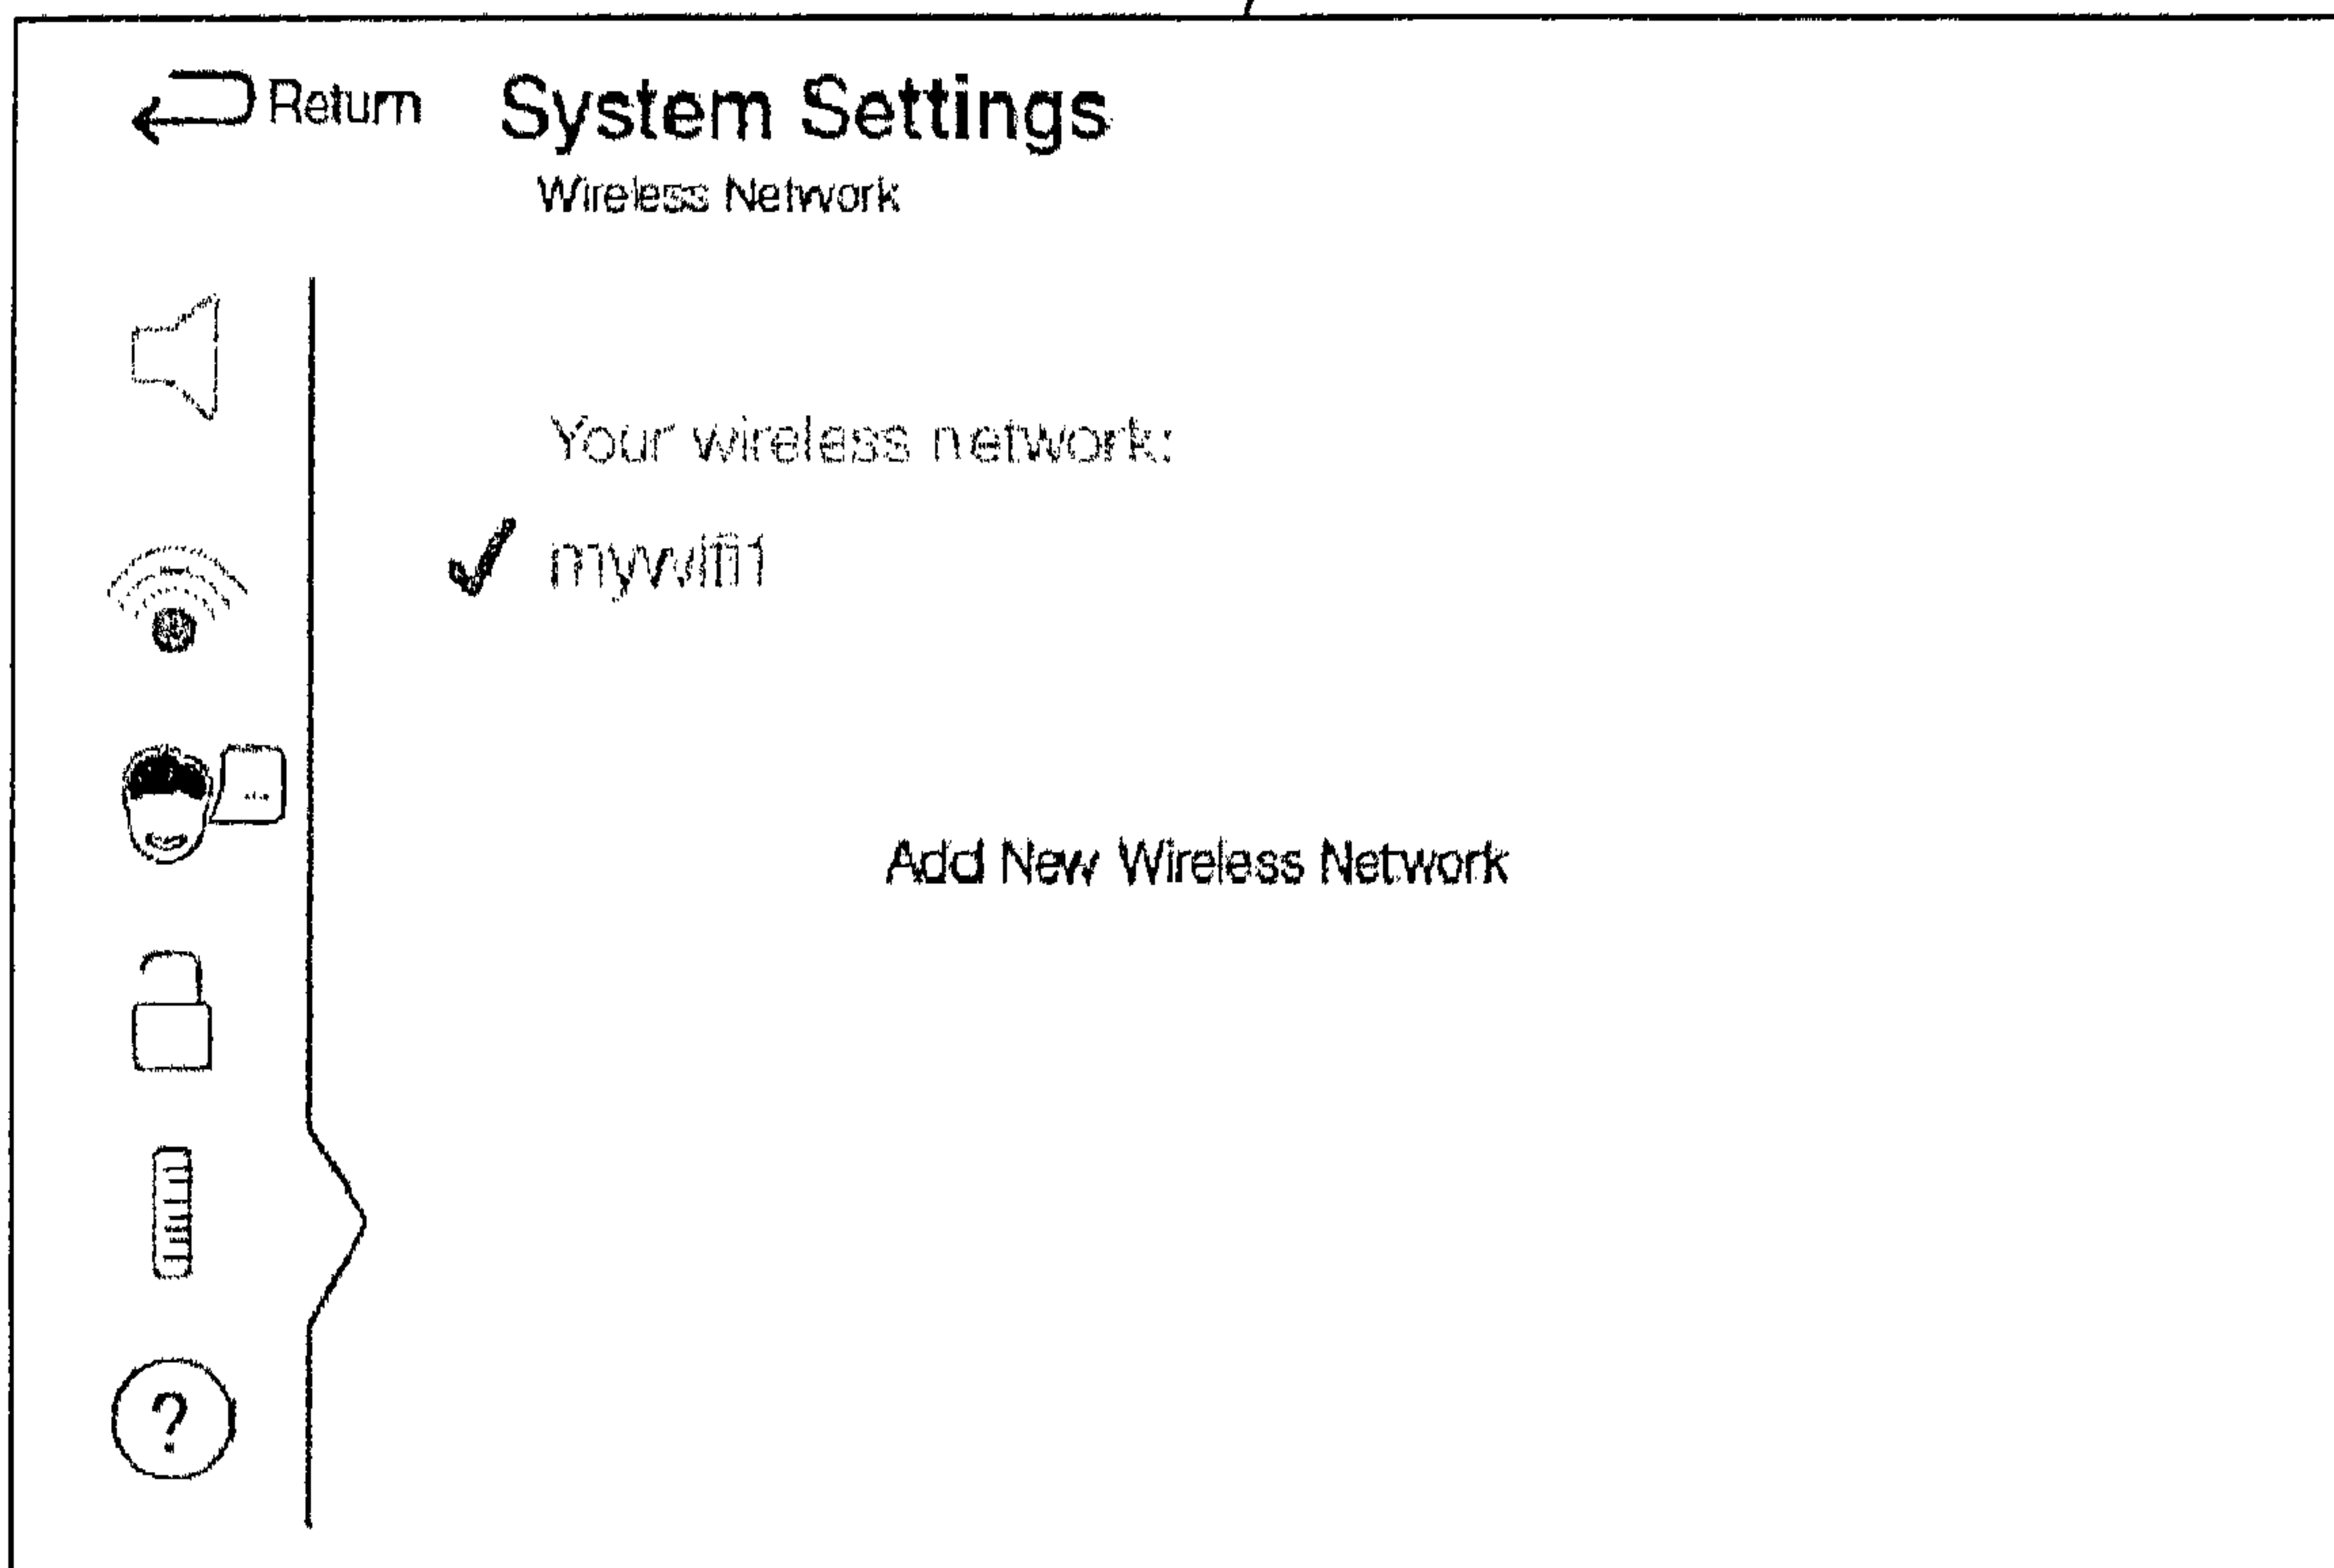 Return
System Settings
Wireless Network
Your wireless network:
mywifi1
Add New Wireless Network
?